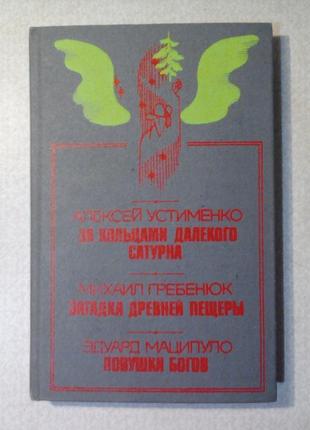 АЛЕКСЕЙ УСТИМЕНКО
ЗА КОЛЬЦАМИ ДАЛЕКОГО
САТУРНА
МИХАИЛ ГРЕБЕНЮК
ЗАГАДКА ДРЕВНЕЙ ПЕЩЕРЫ
ЭДУАРД МАЦИПУЛО
ЛОВУШКИ БОГОВ